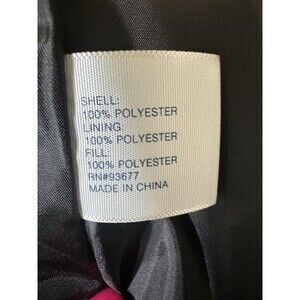 SHELL:
100% POLYESTER
LINING:
100% POLYESTER
FILL:
100% POLYESTER
RN#93677
MADE IN CHINA